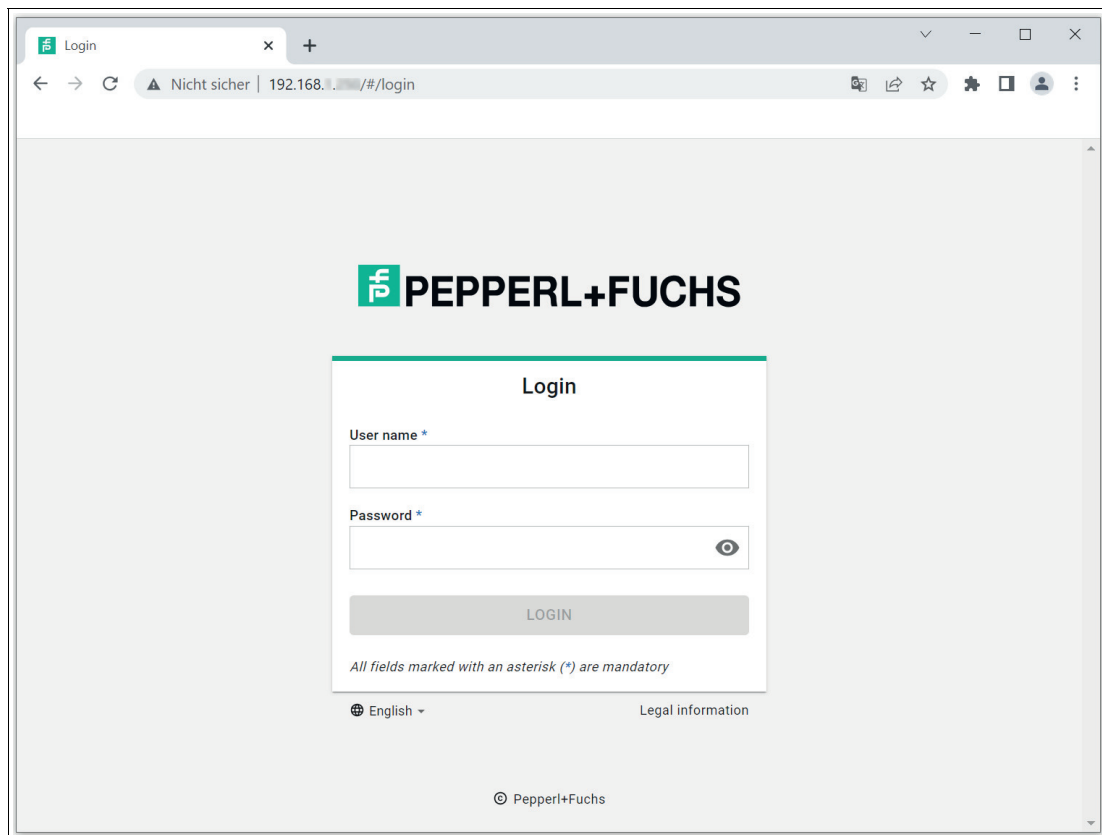 Login
Nicht sicher | 192.168. . /#/login
PEPPERL+FUCHS
Login
User name *
Password *
LOGIN
All fields marked with an asterisk (*) are mandatory
English
Legal information
© Pepperl+Fuchs